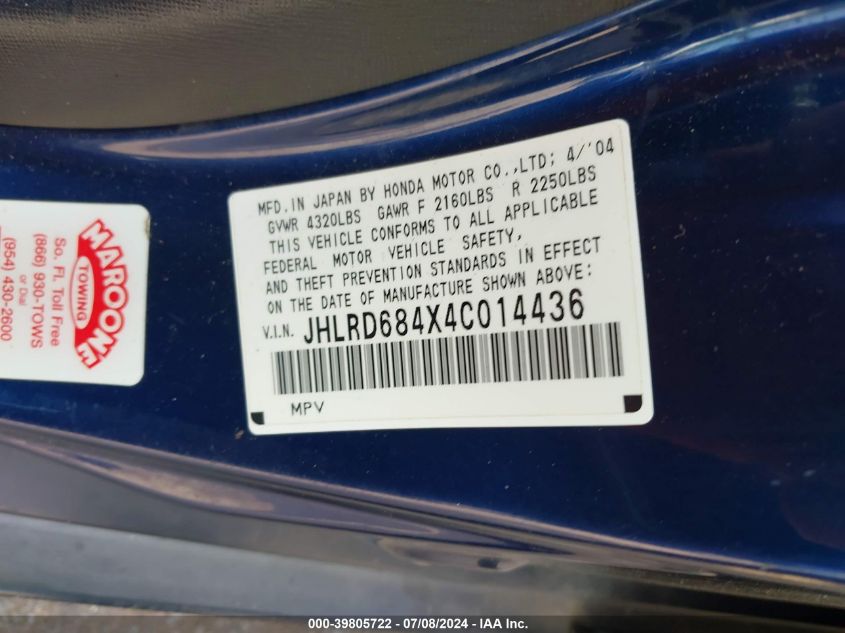 MFD.IN JAPAN BY HONDA MOTOR CO.,LTD; 4/'04
GVWR 4320LBS GAWR F 2160LBS R 2250LBS
THIS VEHICLE CONFORMS TO ALL APPLICABLE
FEDERAL MOTOR VEHICLE SAFETY,
AND THEFT PREVENTION STANDARDS IN EFFECT
ON THE DATE OF MANUFACTURE SHOWN ABOVE:
V.I.N. JHLRD684X4C014436
MPV
MAROONE
TOWING
So. Fl. Toll Free
(866) 930-TOWS
or Dial
(954) 430-2600
000-39805722 - 07/08/2024 - IAA Inc.